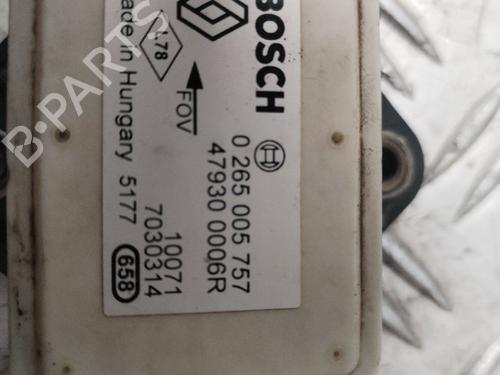 BOSCH
0 265 005 757
47930 0006R
FOV
10071
7030314
L78
ade in Hungary 5177
658
B-PARTS